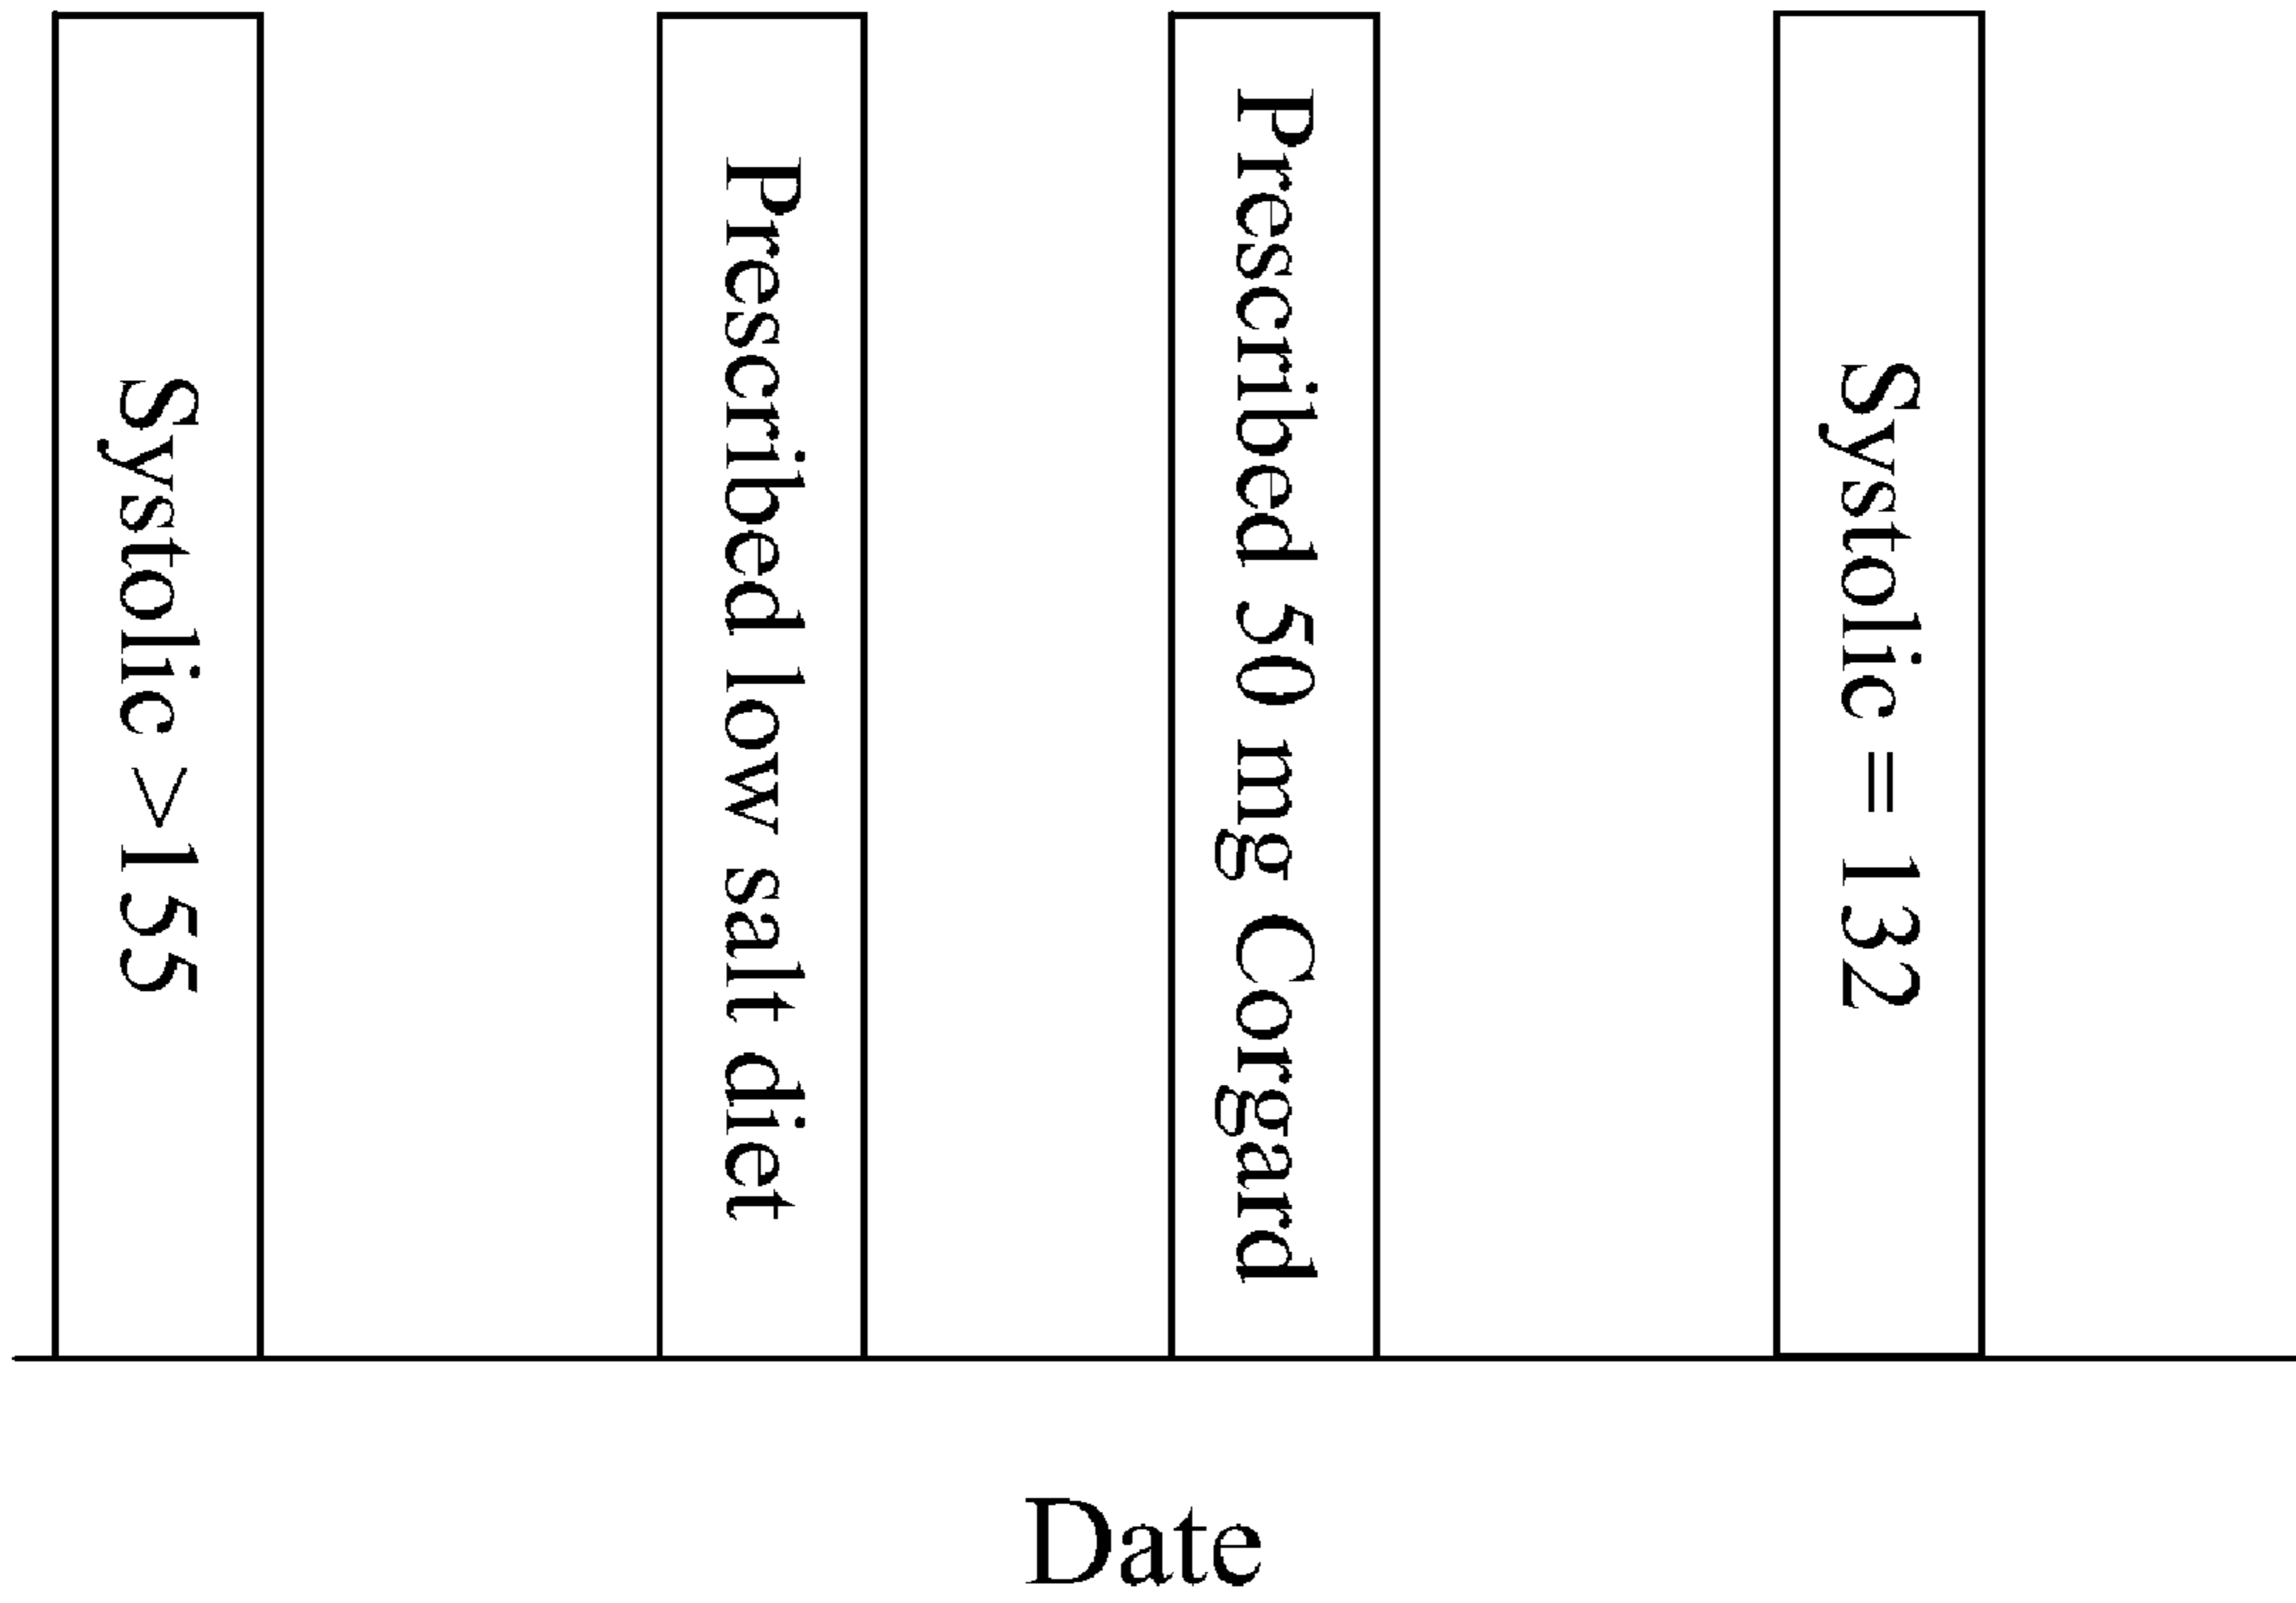 Systolic >155
Prescribed low salt diet
Prescribed 50 mg Corgard
Systolic = 132
Date